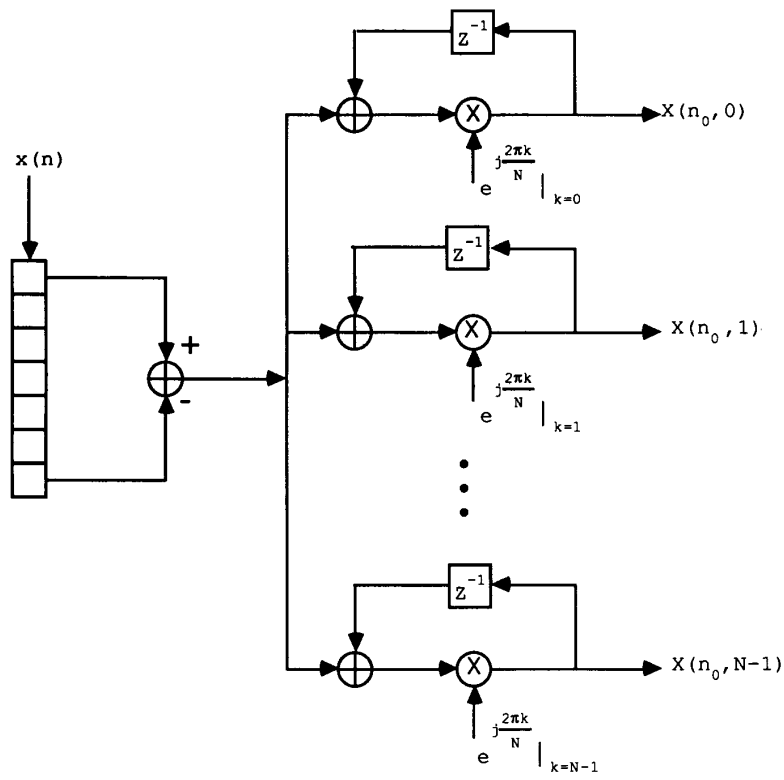 z⁻¹
X(n₀,0)
e^{j2πk/N}|ₖ₌₀
x(n)
z⁻¹
X(n₀,1)
+
-
e^{j2πk/N}|ₖ₌₁
z⁻¹
X(n₀,N-1)
e^{j2πk/N}|ₖ₌N₋₁